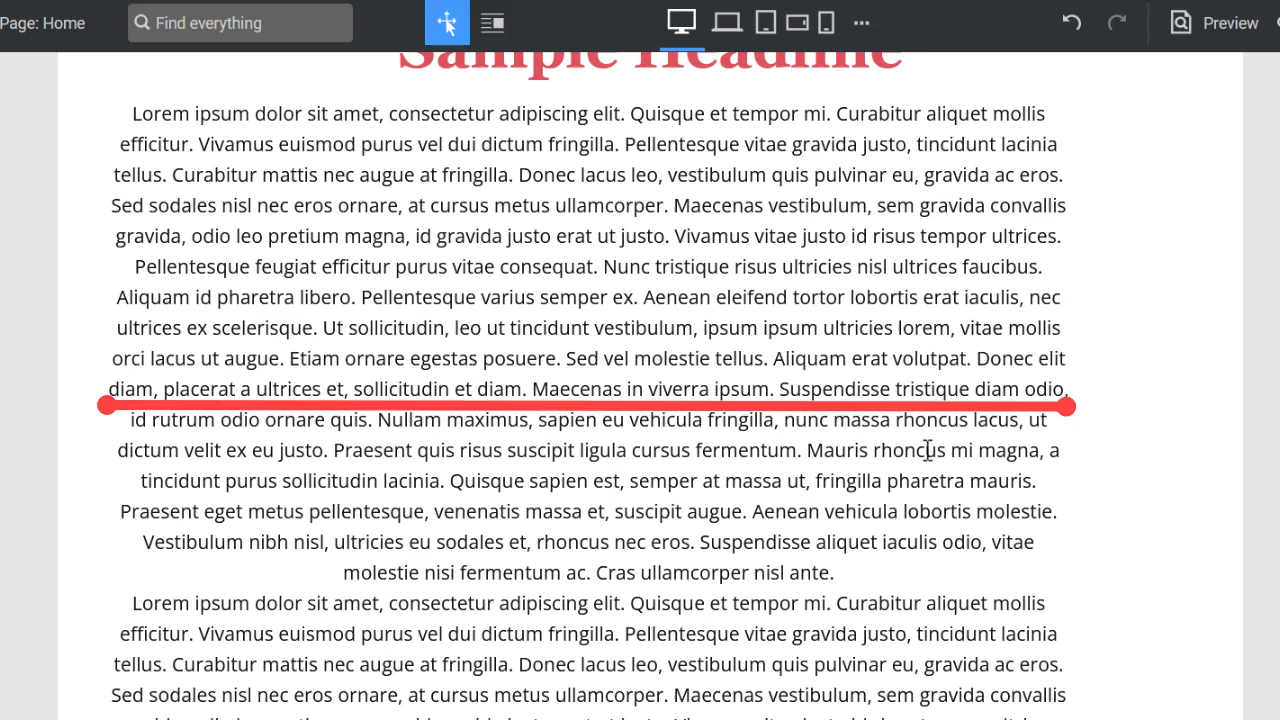 Page: Home
Find everything
Preview
Sample Headline
Lorem ipsum dolor sit amet, consectetur adipiscing elit. Quisque et tempor mi. Curabitur aliquet mollis
efficitur. Vivamus euismod purus vel dui dictum fringilla. Pellentesque vitae gravida justo, tincidunt lacinia
tellus. Curabitur mattis nec augue at fringilla. Donec lacus leo, vestibulum quis pulvinar eu, gravida ac eros.
Sed sodales nisl nec eros ornare, at cursus metus ullamcorper. Maecenas vestibulum, sem gravida convallis
gravida, odio leo pretium magna, id gravida justo erat ut justo. Vivamus vitae justo id risus tempor ultrices.
Pellentesque feugiat efficitur purus vitae consequat. Nunc tristique risus ultricies nisl ultrices faucibus.
Aliquam id pharetra libero. Pellentesque varius semper ex. Aenean eleifend tortor lobortis erat iaculis, nec
ultrices ex scelerisque. Ut sollicitudin, leo ut tincidunt vestibulum, ipsum ipsum ultricies lorem, vitae mollis
orci lacus ut augue. Etiam ornare egestas posuere. Sed vel molestie tellus. Aliquam erat volutpat. Donec elit
diam, placerat a ultrices et, sollicitudin et diam. Maecenas in viverra ipsum. Suspendisse tristique diam odio,
id rutrum odio ornare quis. Nullam maximus, sapien eu vehicula fringilla, nunc massa rhoncus lacus, ut
dictum velit ex eu justo. Praesent quis risus suscipit ligula cursus fermentum. Mauris rhoncus mi magna, a
tincidunt purus sollicitudin lacinia. Quisque sapien est, semper at massa ut, fringilla pharetra mauris.
Praesent eget metus pellentesque, venenatis massa et, suscipit augue. Aenean vehicula lobortis molestie.
Vestibulum nibh nisl, ultricies eu sodales et, rhoncus nec eros. Suspendisse aliquet iaculis odio, vitae
molestie nisi fermentum ac. Cras ullamcorper nisl ante.
Lorem ipsum dolor sit amet, consectetur adipiscing elit. Quisque et tempor mi. Curabitur aliquet mollis
efficitur. Vivamus euismod purus vel dui dictum fringilla. Pellentesque vitae gravida justo, tincidunt lacinia
tellus. Curabitur mattis nec augue at fringilla. Donec lacus leo, vestibulum quis pulvinar eu, gravida ac eros.
Sed sodales nisl nec eros ornare, at cursus metus ullamcorper. Maecenas vestibulum, sem gravida convallis